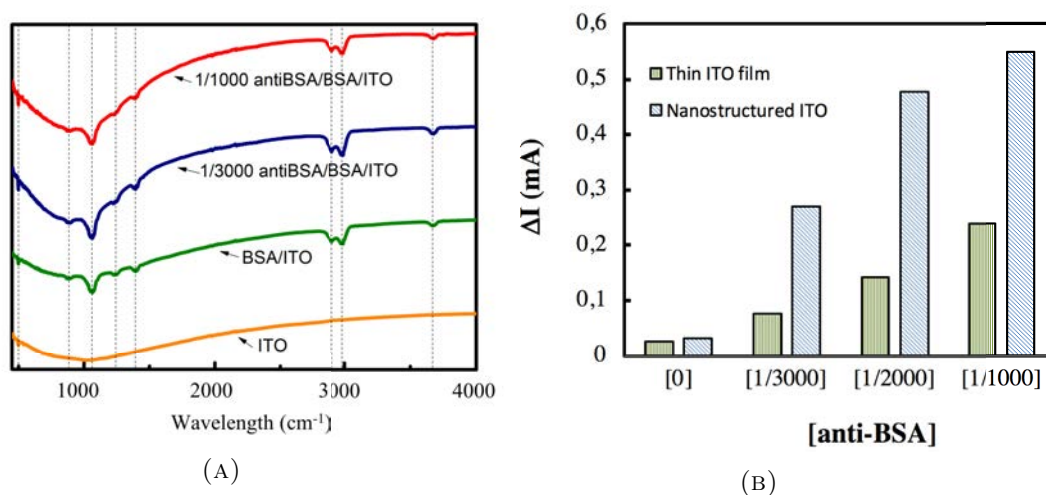 1/1000 antiBSA/BSA/ITO
1/3000 antiBSA/BSA/ITO
BSA/ITO
ITO
1000 2000 3000 4000
Wavelength (cm⁻¹)
(A)
0,6
0,5
0,4
0,3
0,2
0,1
0
ΔI (mA)
Thin ITO film
Nanostructured ITO
[0] [1/3000] [1/2000] [1/1000]
[anti-BSA]
(B)